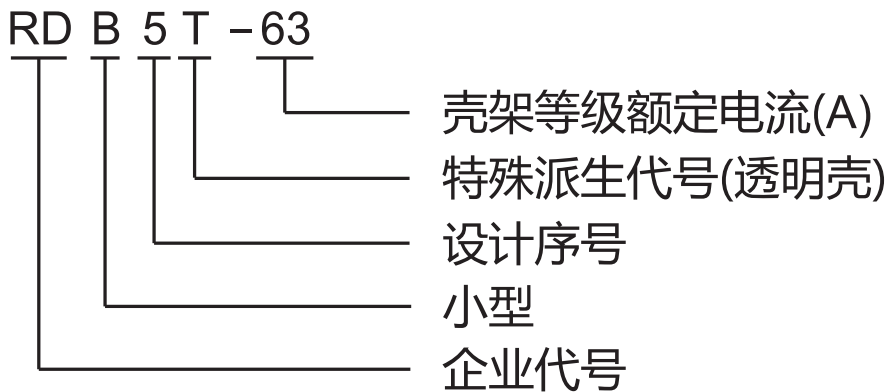 RD B 5 T -63
壳架等级额定电流(A)
特殊派生代号(透明壳)
设计序号
小型
企业代号